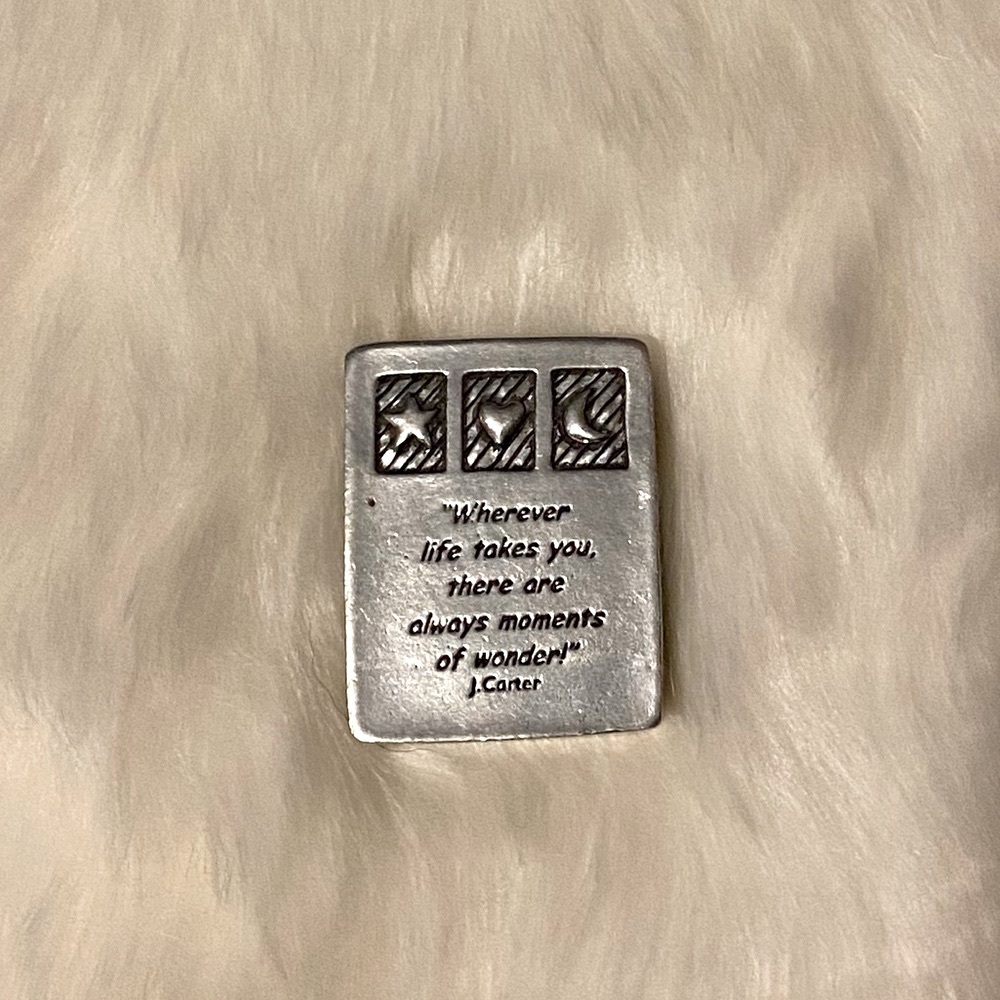 "Wherever
life takes you,
there are
always moments
of wonder!"
J.Carter